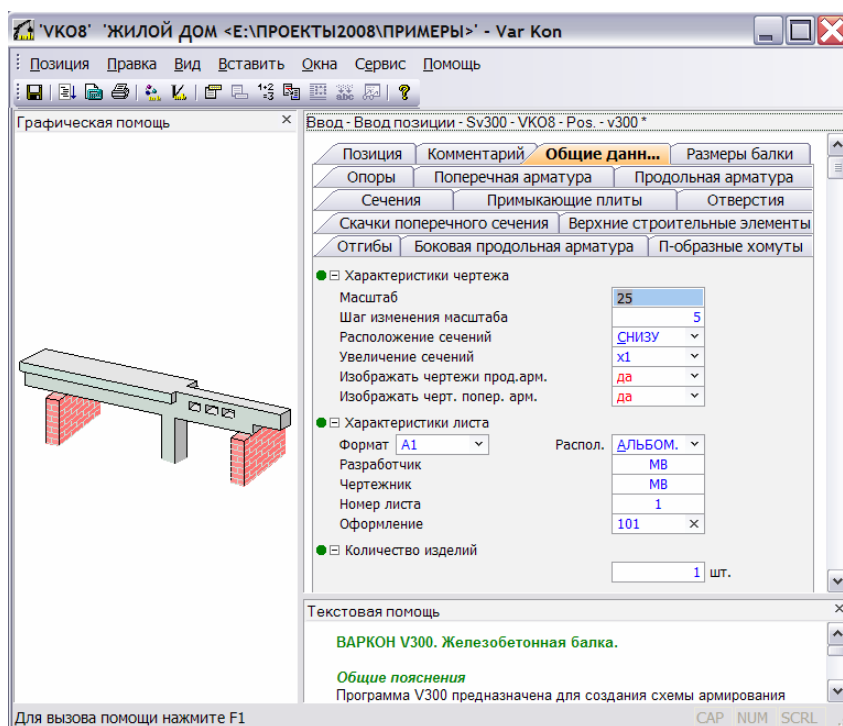 'VKO8' 'ЖИЛОЙ ДОМ <E:\ПРОЕКТЫ2008\ПРИМЕРЫ>' - Var Kon
Позиция Правка Вид Вставить Окна Сервис Помощь
Графическая помощь ×
Ввод - Ввод позиции - Sv300 - VKO8 - Pos. - v300 *
Позиция Комментарий Общие данн... Размеры балки
Опоры Поперечная арматура Продольная арматура
Сечения Примыкающие плиты Отверстия
Скачки поперечного сечения Верхние строительные элементы
Отгибы Боковая продольная арматура П-образные хомуты
Характеристики чертежа
Масштаб 25
Шаг изменения масштаба 5
Расположение сечений СНИЗУ
Увеличение сечений x1
Изображать чертежи прод.арм. да
Изображать черт. попер. арм. да
Характеристики листа
Формат A1 Распол. АЛЬБОМ.
Разработчик МВ
Чертежник МВ
Номер листа 1
Оформление 101 ×
Количество изделий
1 шт.
Текстовая помощь ×
ВАРКОН V300. Железобетонная балка.
Общие пояснения
Программа V300 предназначена для создания схемы армирования
Для вызова помощи нажмите F1 CAP NUM SCRL